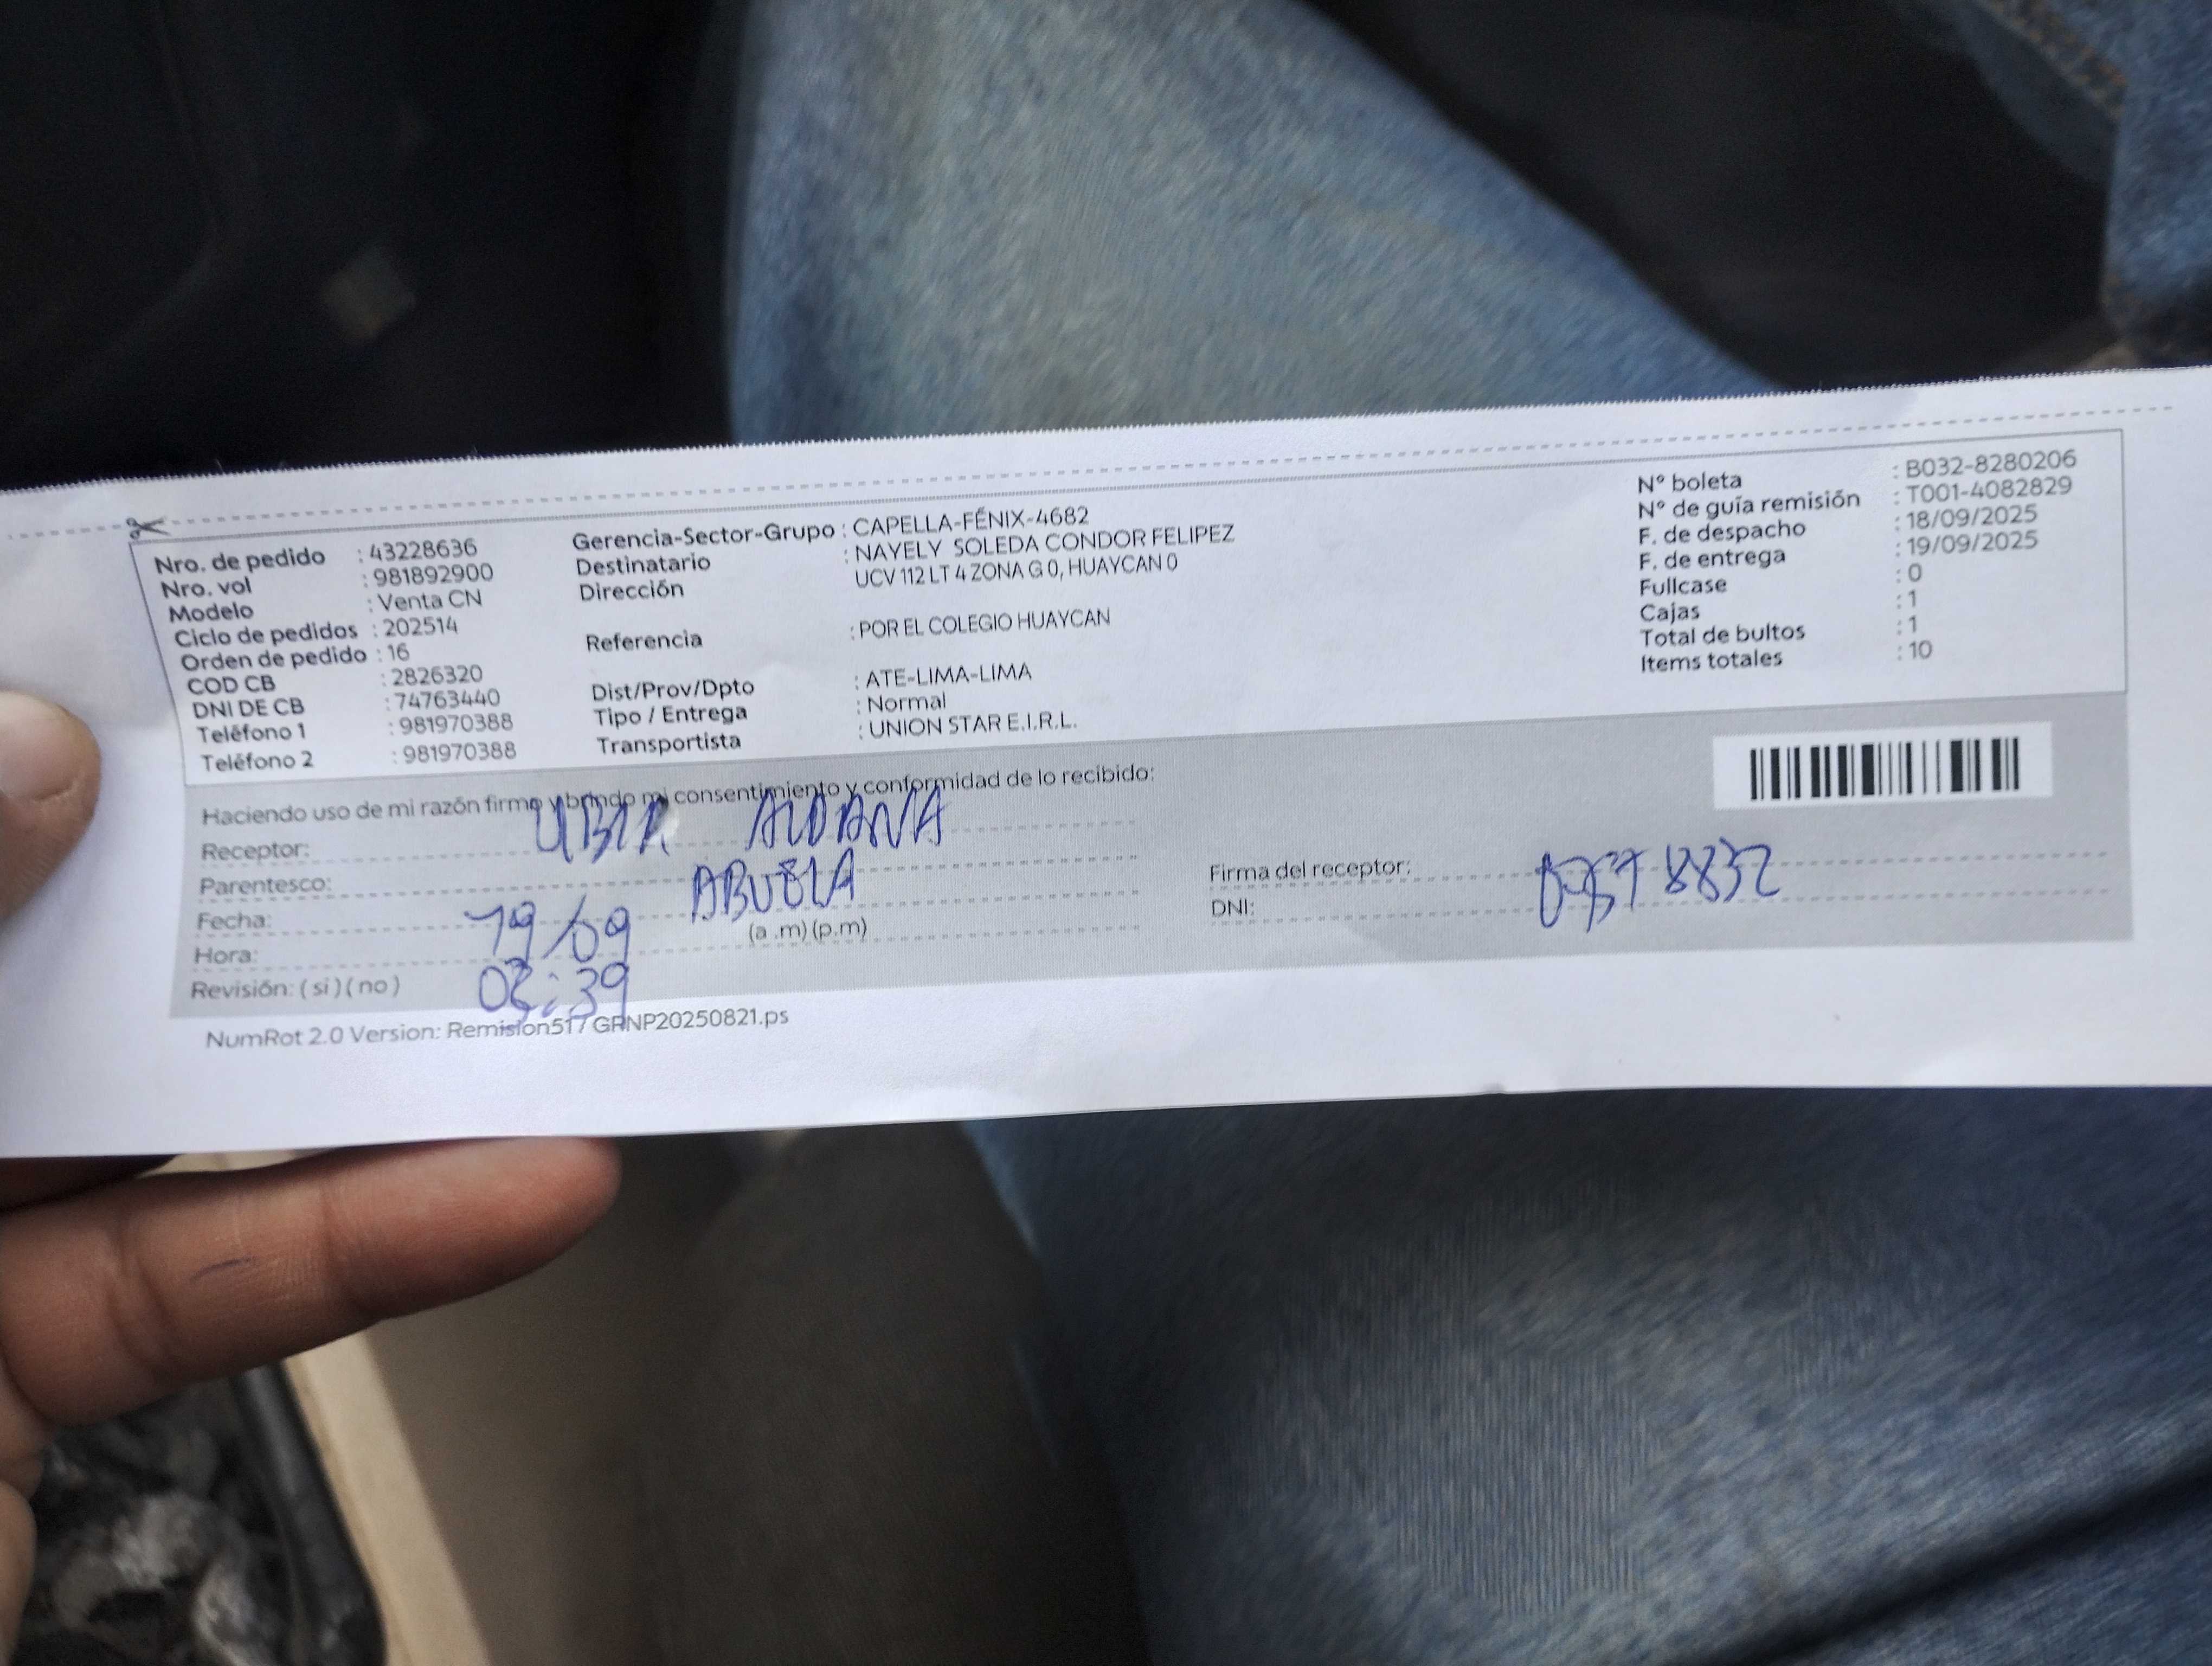 Nro. de pedido : 43228636
Nro. vol : 981892900
Modelo : Venta CN
Ciclo de pedidos : 202514
Orden de pedido : 16
COD CB : 2826320
DNI DE CB : 74763440
Teléfono 1 : 981970388
Teléfono 2 : 981970388
Gerencia-Sector-Grupo : CAPELLA-FÉNIX-4682
Destinatario : NAYELY SOLEDA CONDOR FELIPEZ
Dirección UCV 112 LT 4 ZONA G 0, HUAYCAN 0
Referencia : POR EL COLEGIO HUAYCAN
Dist/Prov/Dpto : ATE-LIMA-LIMA
Tipo / Entrega : Normal
Transportista : UNION STAR E.I.R.L.
N° boleta : B032-8280206
N° de guía remisión : T001-4082829
F. de despacho : 18/09/2025
F. de entrega : 19/09/2025
Fullcase : 0
Cajas : 1
Total de bultos : 1
Items totales : 10
Haciendo uso de mi razón firmo y brindo mi consentimiento y conformidad de lo recibido:
Receptor: ALDANA
Parentesco: ABUELA
Fecha: 19/09
Hora: (a .m) (p.m)
Revisión: ( si ) ( no )
Firma del receptor:
DNI:
NumRot 2.0 Version: Remision517 GRNP20250821.ps